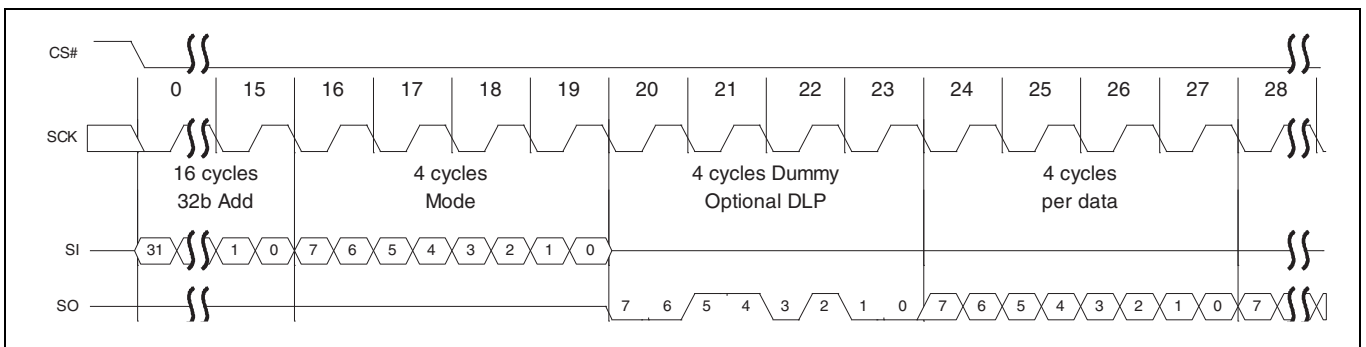 CS#
0 15 16 17 18 19 20 21 22 23 24 25 26 27 28
SCK
16 cycles 4 cycles 4 cycles Dummy 4 cycles
32b Add Mode Optional DLP per data
SI 31 1 0 7 6 5 4 3 2 1 0
SO 7 6 5 4 3 2 1 0 7 6 5 4 3 2 1 0 7